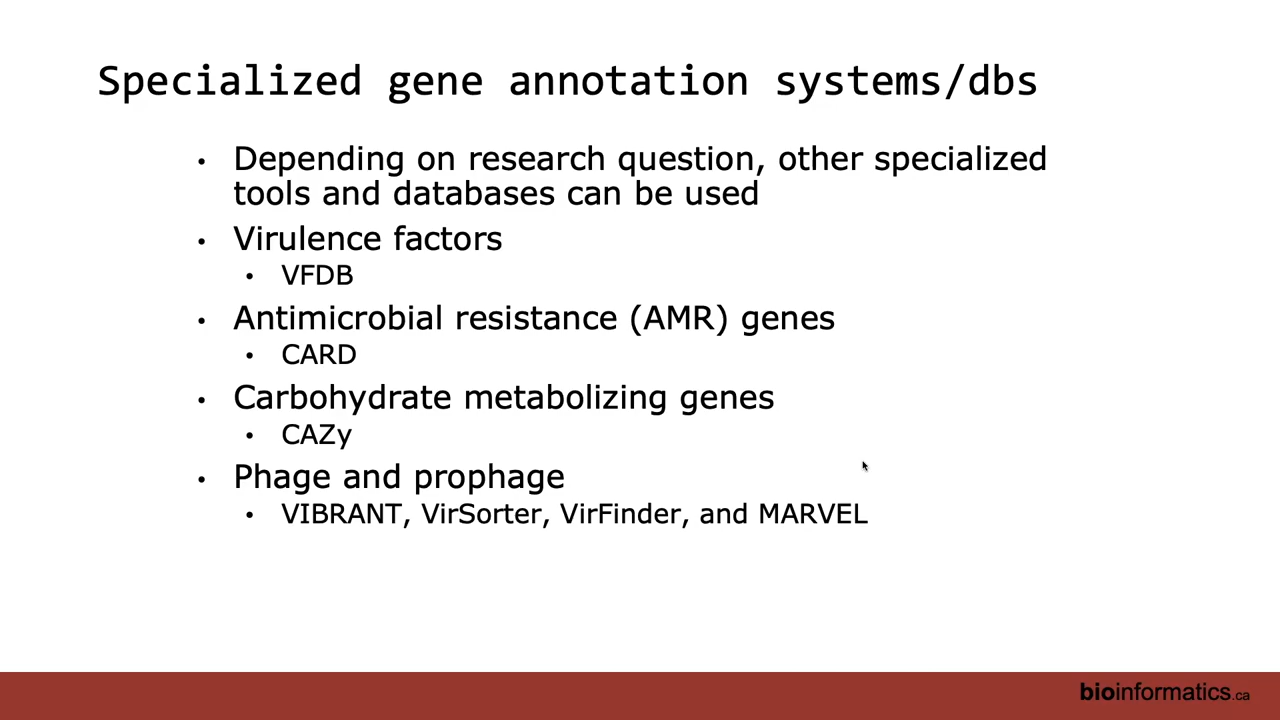 Specialized gene annotation systems/dbs
• Depending on research question, other specialized
tools and databases can be used
• Virulence factors
• VFDB
• Antimicrobial resistance (AMR) genes
• CARD
• Carbohydrate metabolizing genes
• CAZy
• Phage and prophage
• VIBRANT, VirSorter, VirFinder, and MARVEL
bioinformatics.ca